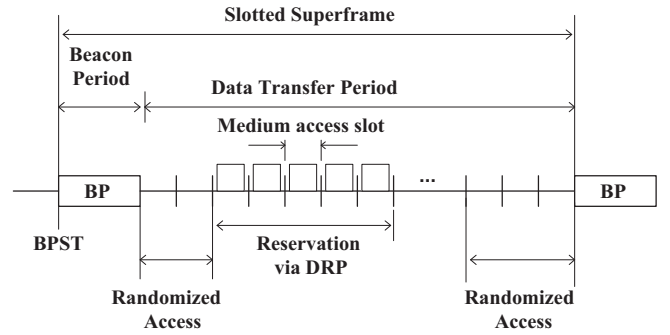 Slotted Superframe
Beacon
Period
Data Transfer Period
Medium access slot
BP
...
BP
BPST
Reservation
via DRP
Randomized
Access
Randomized
Access